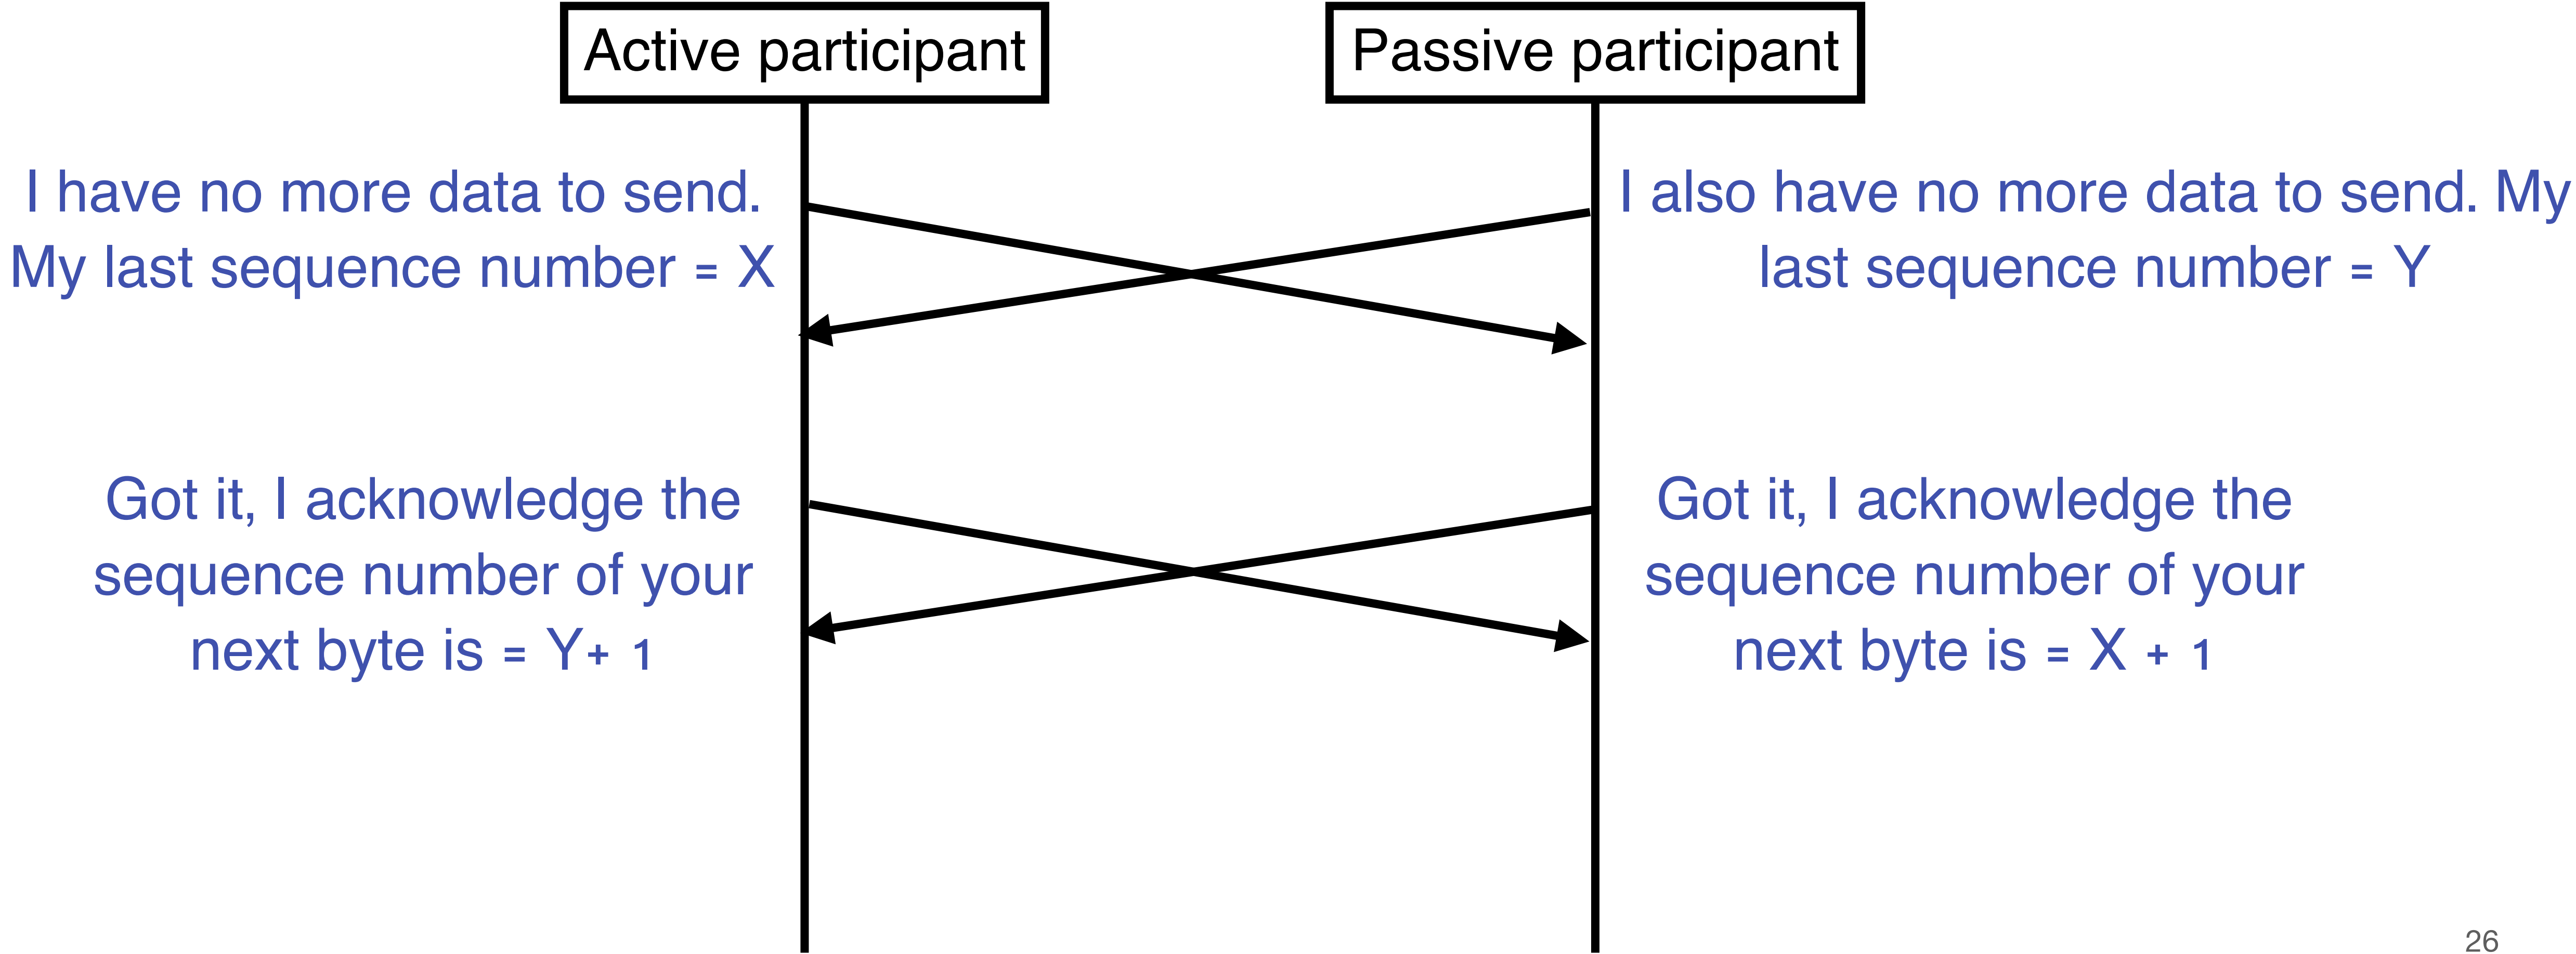 Active participant
Passive participant
I have no more data to send.
My last sequence number = X
I also have no more data to send. My
last sequence number = Y
Got it, I acknowledge the
sequence number of your
next byte is = Y+ 1
Got it, I acknowledge the
sequence number of your
next byte is = X + 1
26